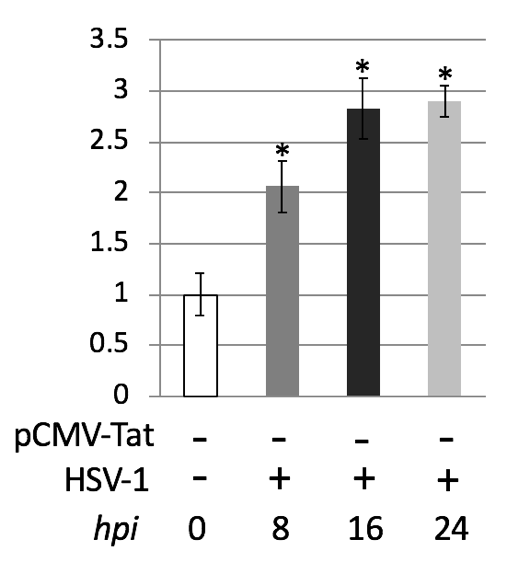 3.5
3
2.5
2
1.5
1
0.5
0
* * * *
pCMV-Tat - - - -
HSV-1 - + + +
hpi 0 8 16 24